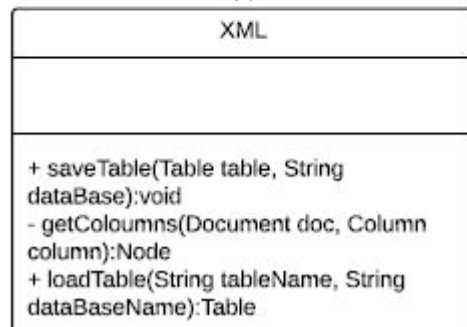 XML
+ saveTable(Table table, String
dataBase):void
- getColoumns(Document doc, Column
column):Node
+ loadTable(String tableName, String
dataBaseName):Table